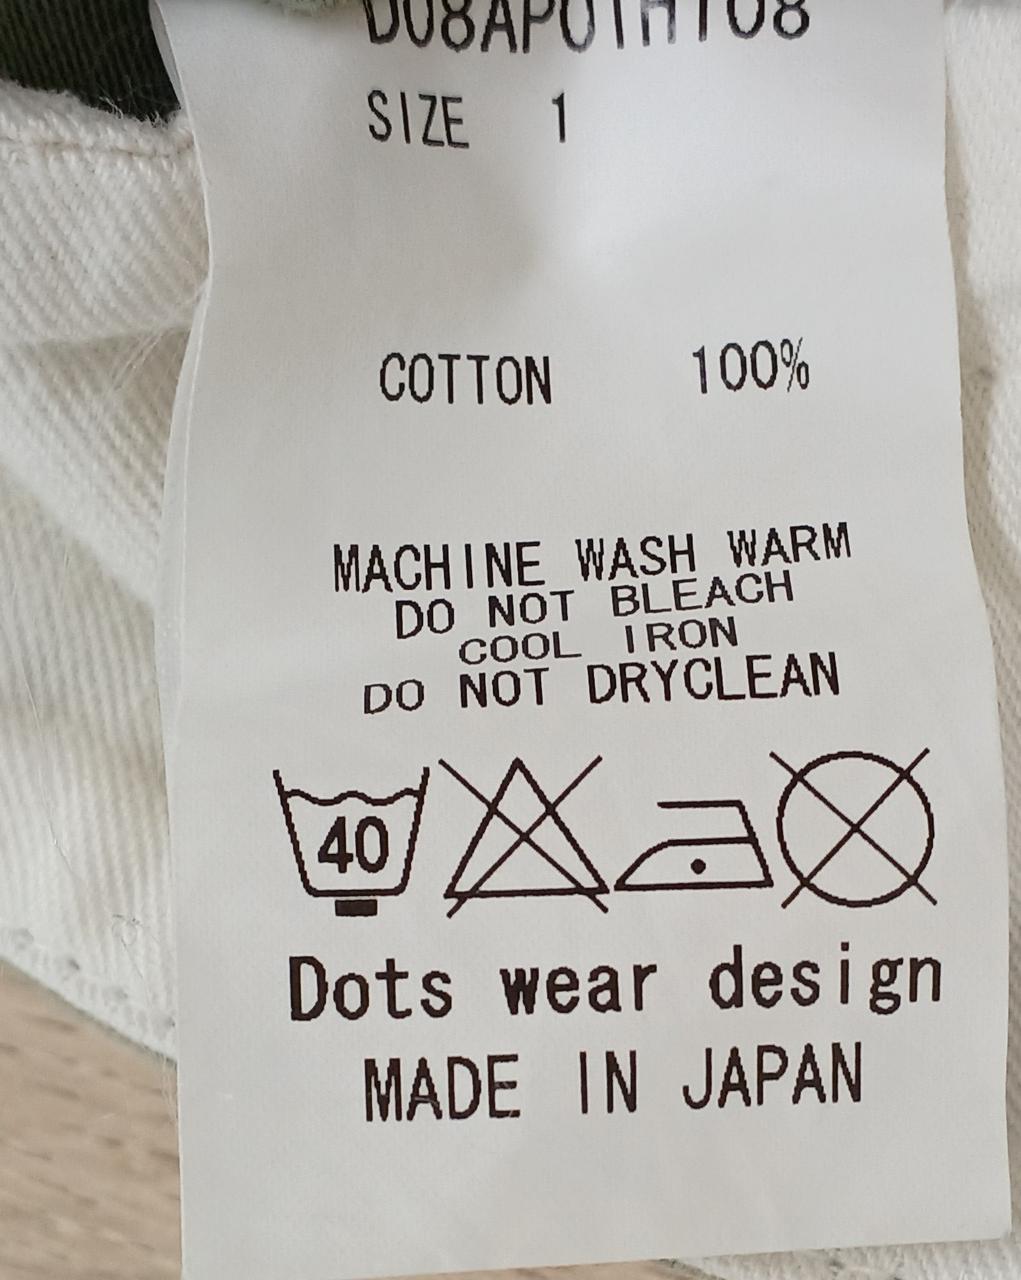 SIZE 1
COTTON 100%
MACHINE WASH WARM
DO NOT BLEACH
COOL IRON
DO NOT DRYCLEAN
40
Dots wear design
MADE IN JAPAN